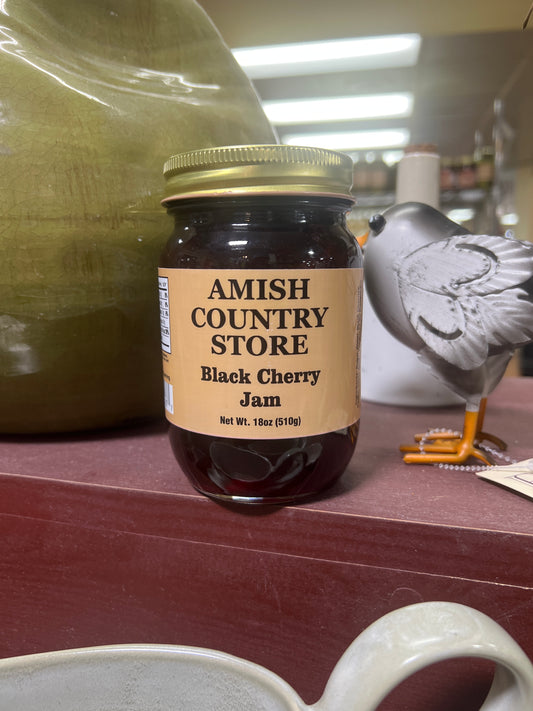 AMISH
COUNTRY
STORE
Black Cherry
Jam
Net Wt. 18oz (510g)